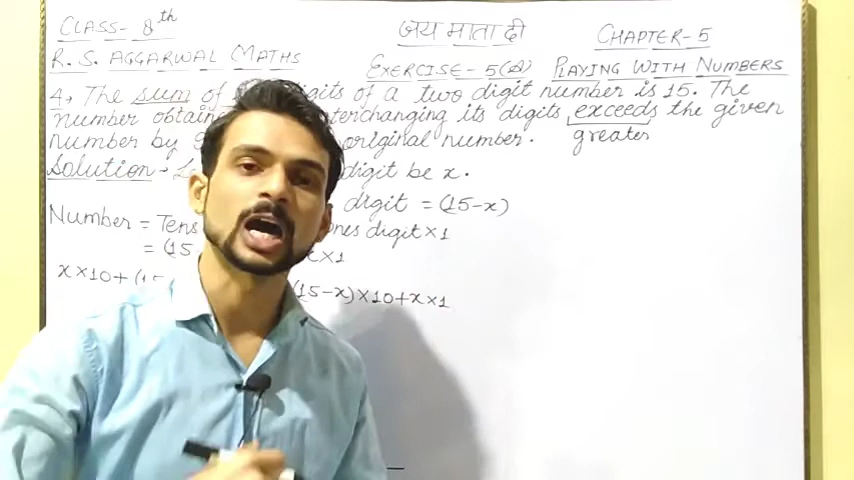 CLASS- 8th
जय माता दी
CHAPTER- 5
R. S. AGGARWAL MATHS
EXERCISE- 5(A) PLAYING WITH NUMBERS
4, The sum of digits of a two digit number is 15. The
number interchanging its digits, exceeds the given
number by original number. greater
Solution - digit be x.
digit = (15-x)
Number = Tens ones digit×1
= (15 x×1
x×10+(15 (15-x)×10+x×1